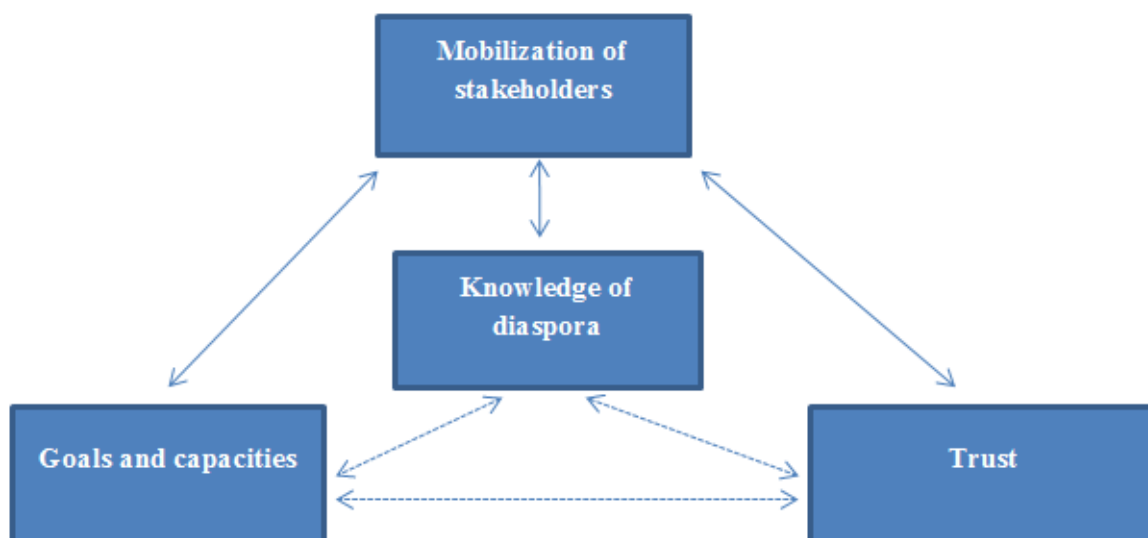 Mobilization of
stakeholders
Knowledge of
diaspora
Goals and capacities
Trust